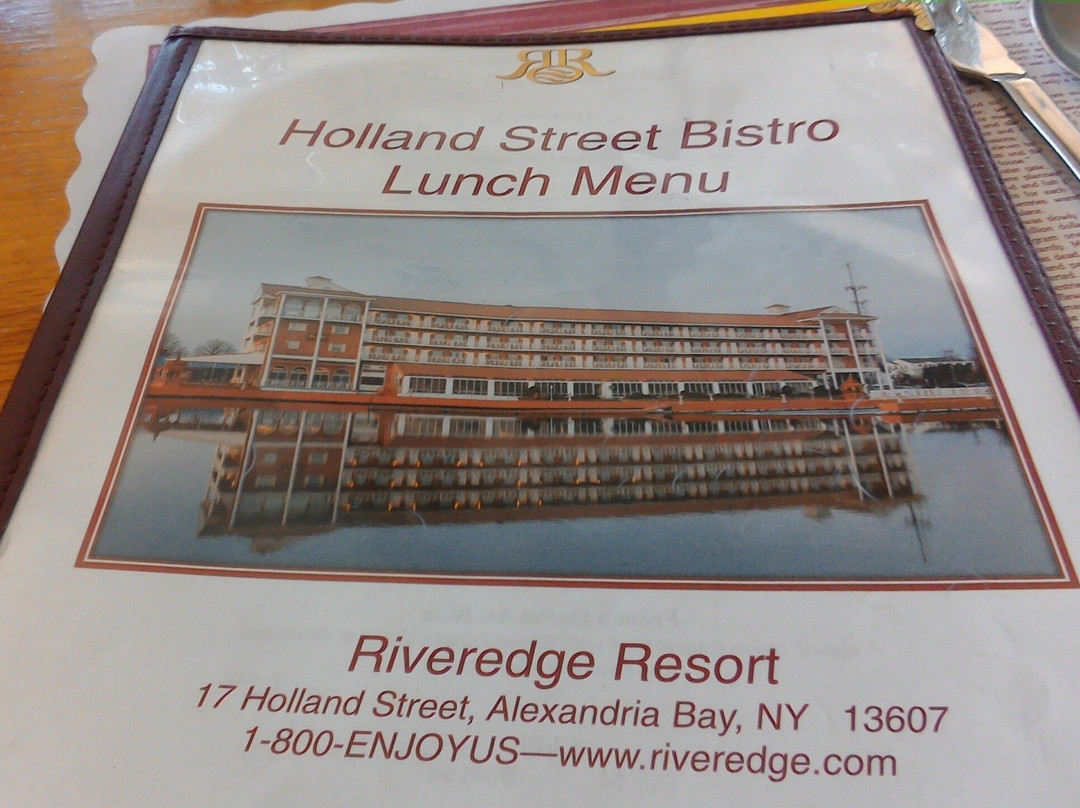 RR
Holland Street Bistro
Lunch Menu
Riveredge Resort
17 Holland Street, Alexandria Bay, NY 13607
1-800-ENJOYUS—www.riveredge.com